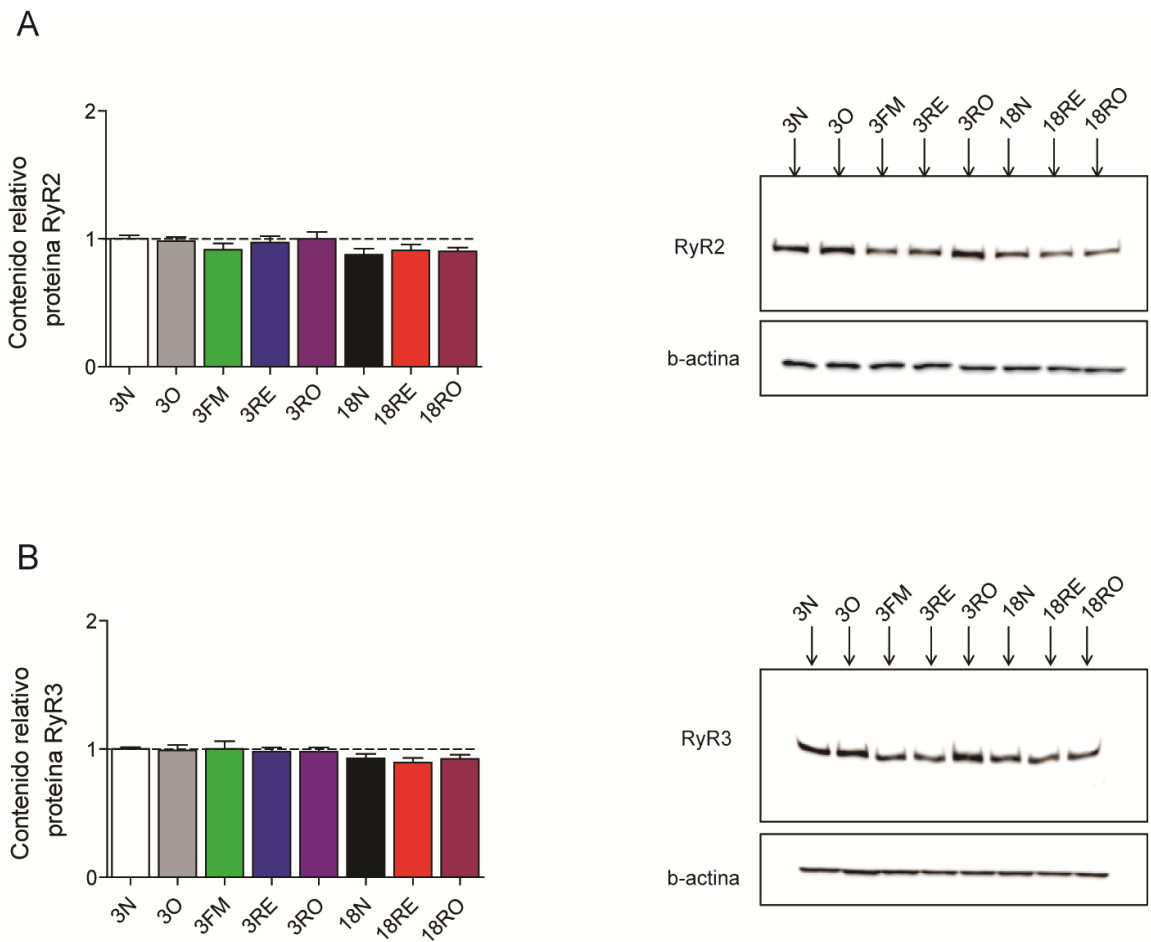 A
2
1
0
Contenido relativo
proteína RyR2
3N 3O 3FM 3RE 3RO 18N 18RE 18RO
3N 3O 3FM 3RE 3RO 18N 18RE 18RO
RyR2
b-actina
B
2
1
0
Contenido relativo
proteína RyR3
3N 3O 3FM 3RE 3RO 18N 18RE 18RO
3N 3O 3FM 3RE 3RO 18N 18RE 18RO
RyR3
b-actina